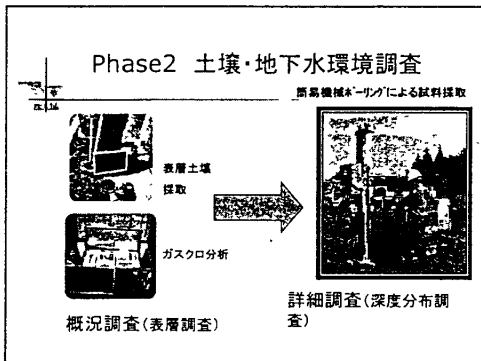 Phase2 土壌・地下水環境調査
簡易機械ボーリングによる試料採取
表層土壌
採取
ガスクロ分析
概況調査(表層調査)
詳細調査(深度分布調
査)